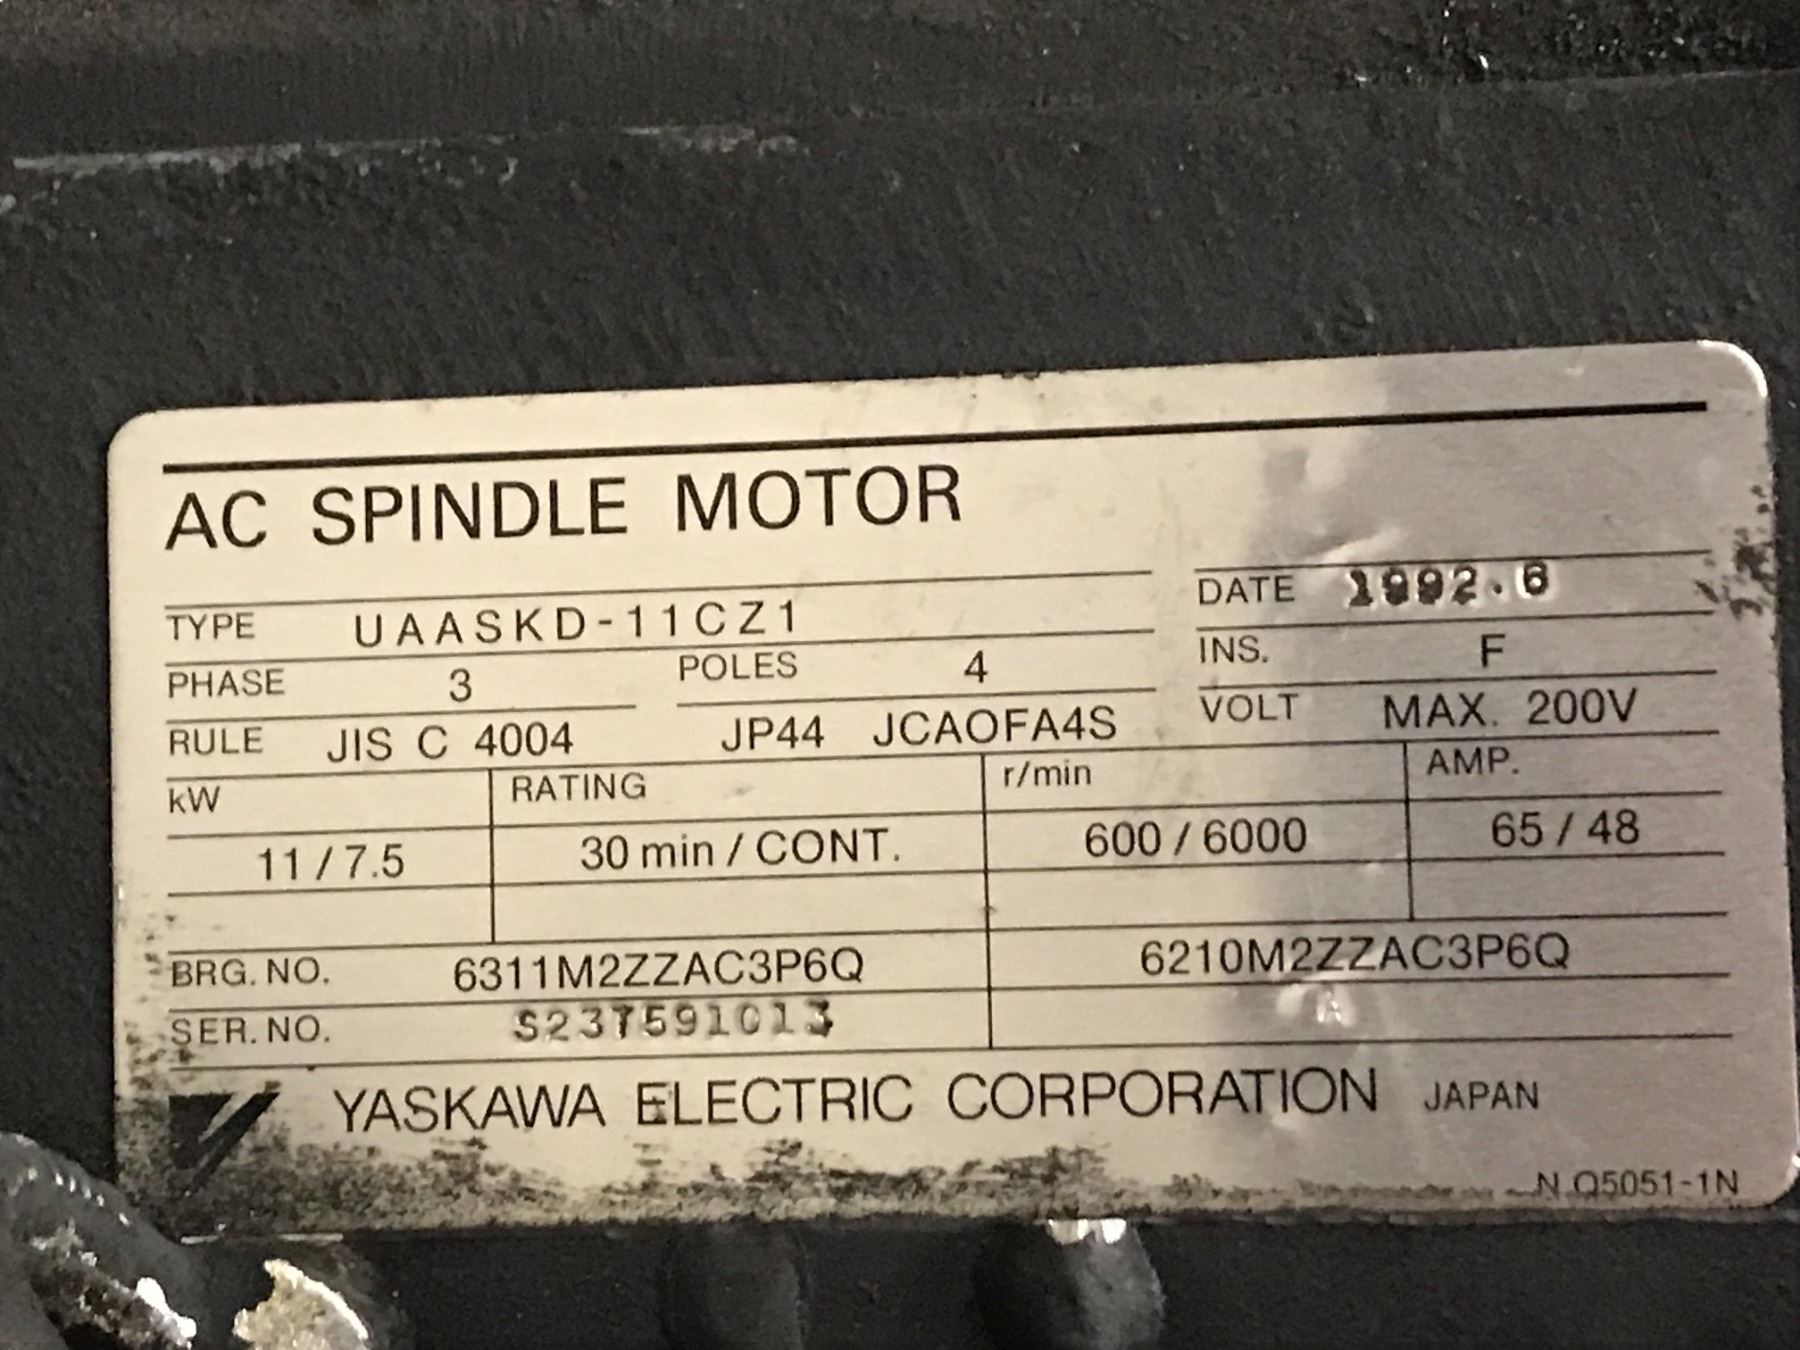 AC SPINDLE MOTOR
TYPE UAASKD-11CZ1 DATE 1992.6
PHASE 3 POLES 4 INS. F
RULE JIS C 4004 JP44 JCAOFA4S VOLT MAX. 200V
kW RATING r/min AMP.
11/7.5 30 min / CONT. 600 / 6000 65 / 48
BRG. NO. 6311M2ZZAC3P6Q 6210M2ZZAC3P6Q
SER. NO. S237591013
YASKAWA ELECTRIC CORPORATION JAPAN
N Q5051-1N